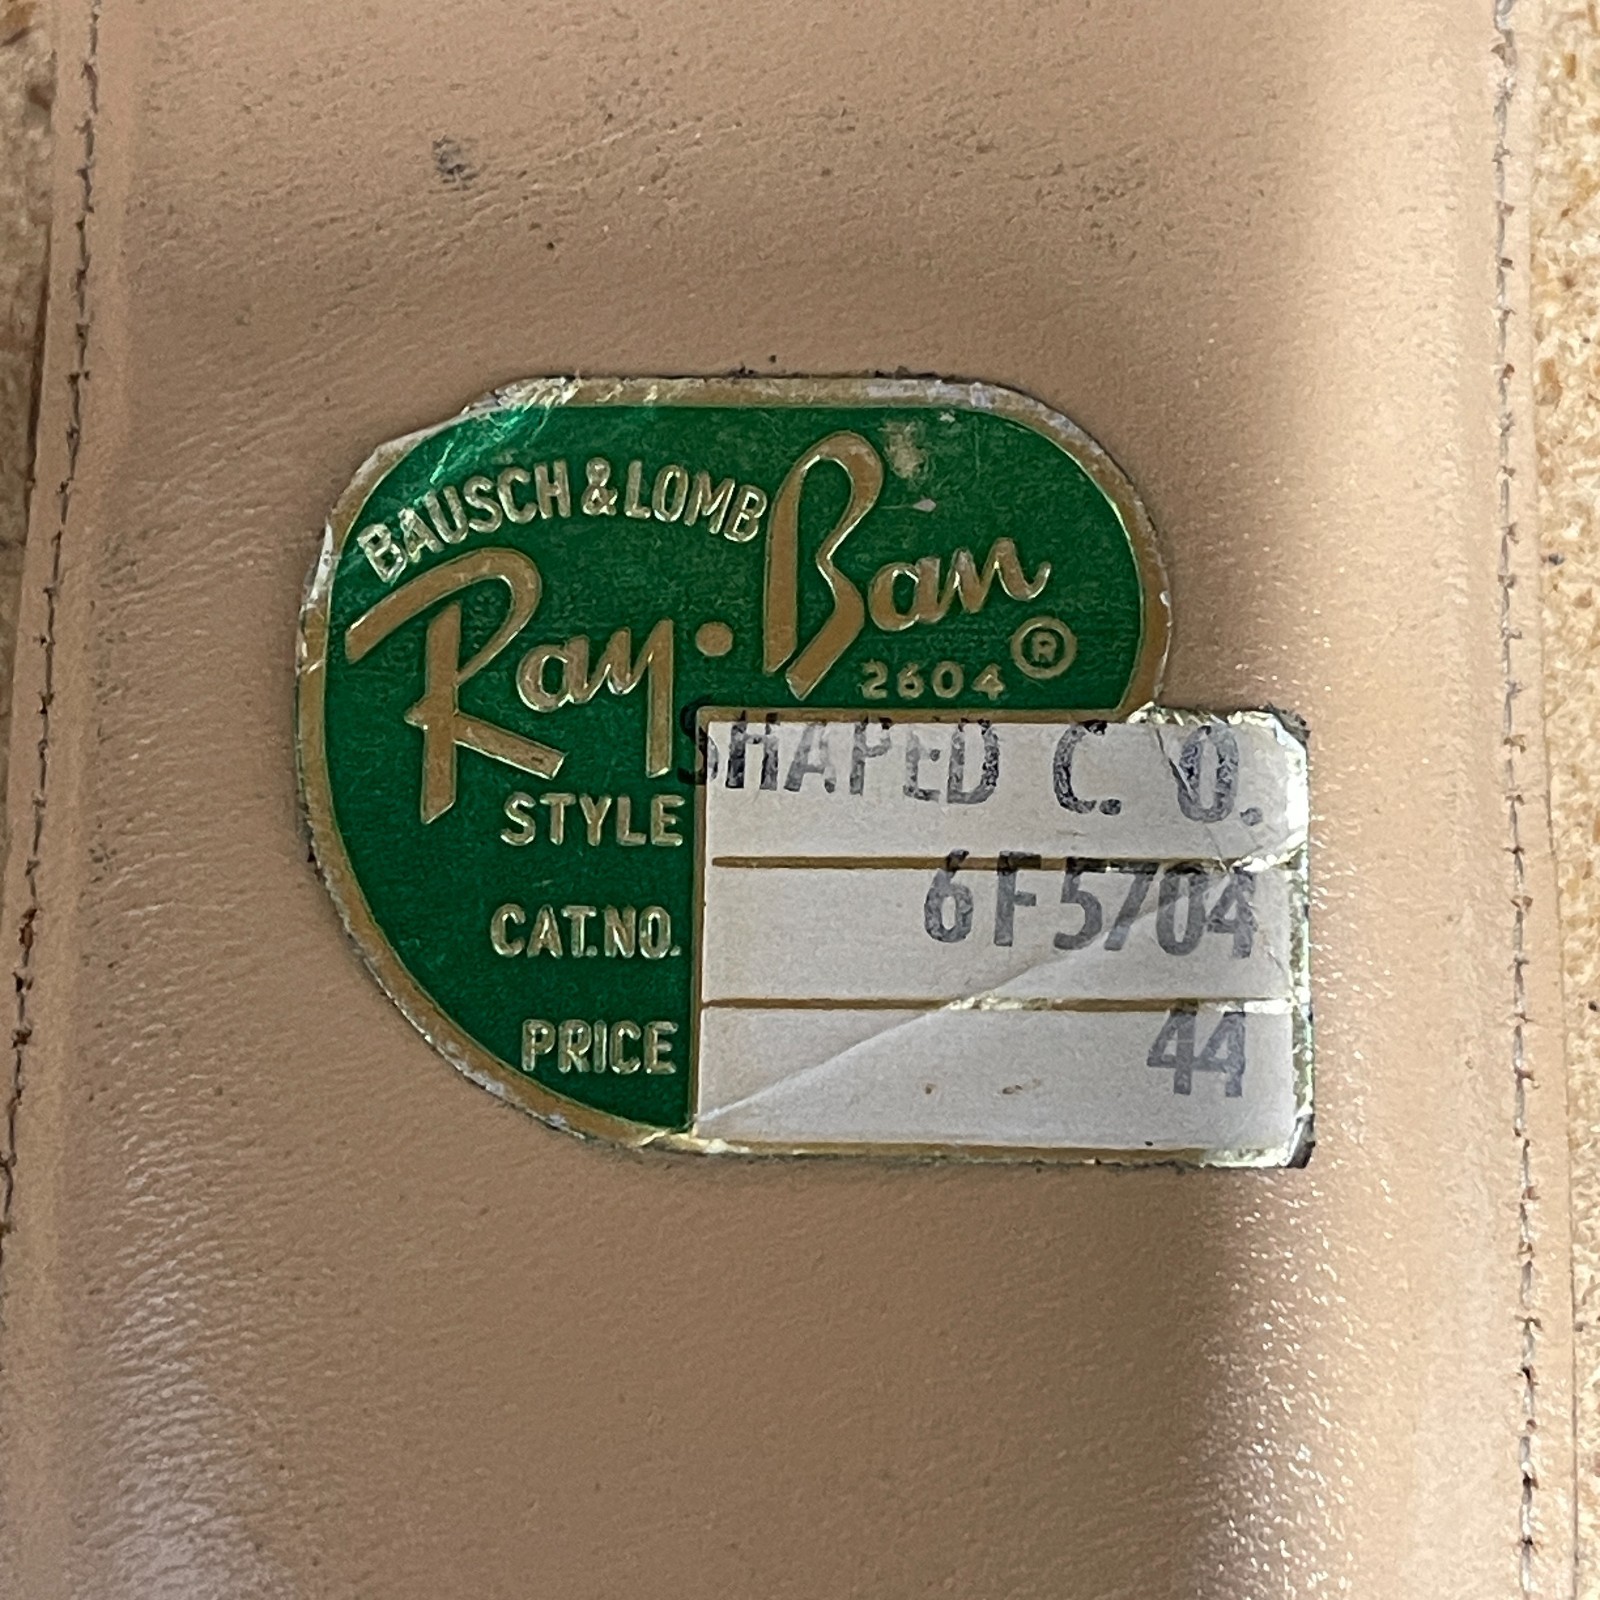 BAUSCH & LOMB
Ray·Ban ®
2604
STYLE SHAPED C. O.
CAT.NO. 6F5704
PRICE 44